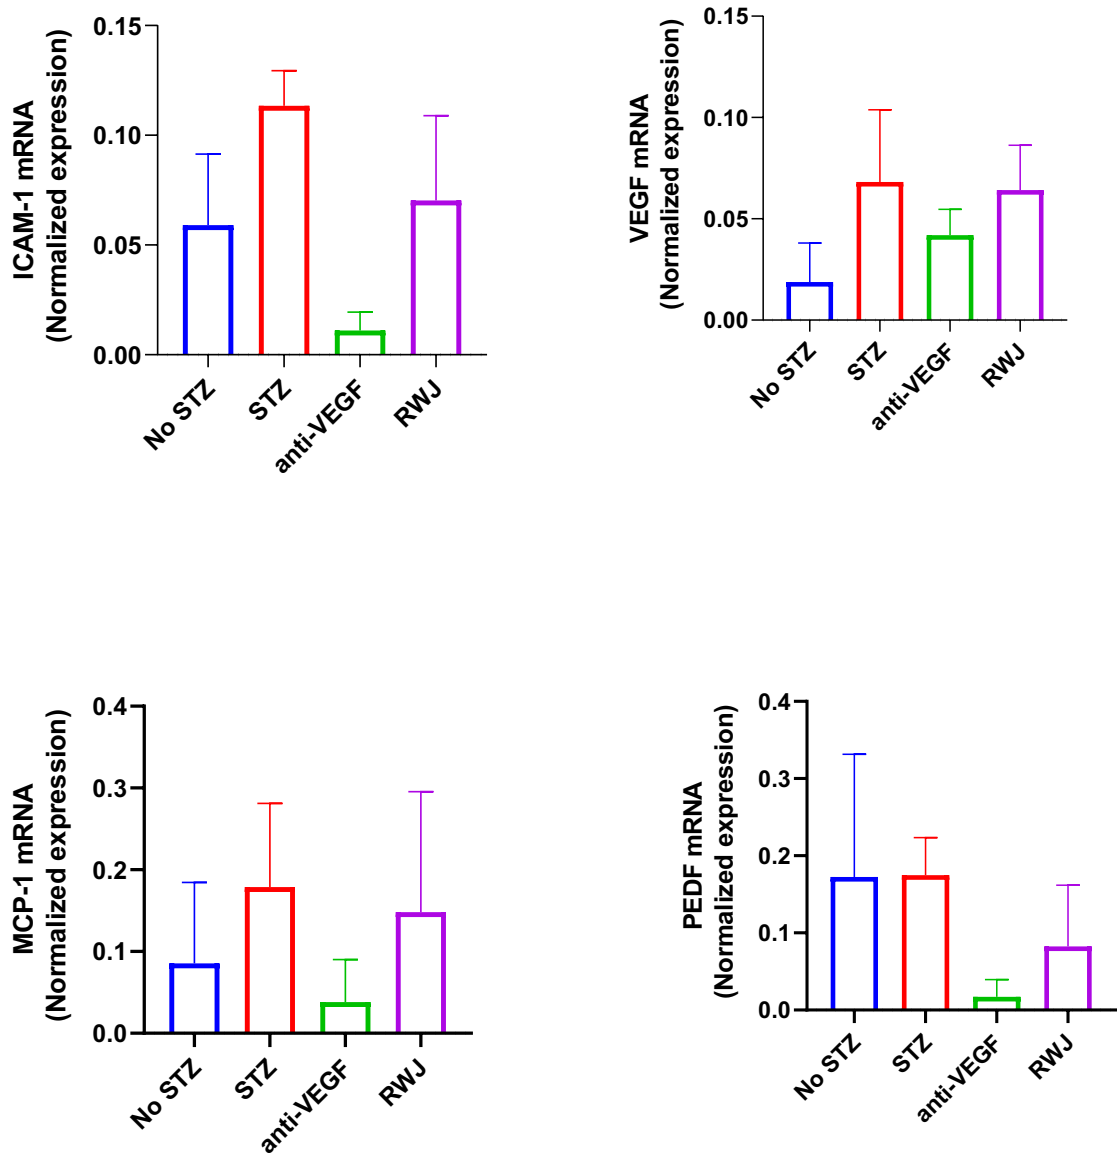 ICAM-1 mRNA
(Normalized expression)
0.15
0.10
0.05
0.00
No STZ
STZ
anti-VEGF
RWJ
VEGF mRNA
(Normalized expression)
0.15
0.10
0.05
0.00
No STZ
STZ
anti-VEGF
RWJ
MCP-1 mRNA
(Normalized expression)
0.4
0.3
0.2
0.1
0.0
No STZ
STZ
anti-VEGF
RWJ
PEDF mRNA
(Normalized expression)
0.4
0.3
0.2
0.1
0.0
No STZ
STZ
anti-VEGF
RWJ